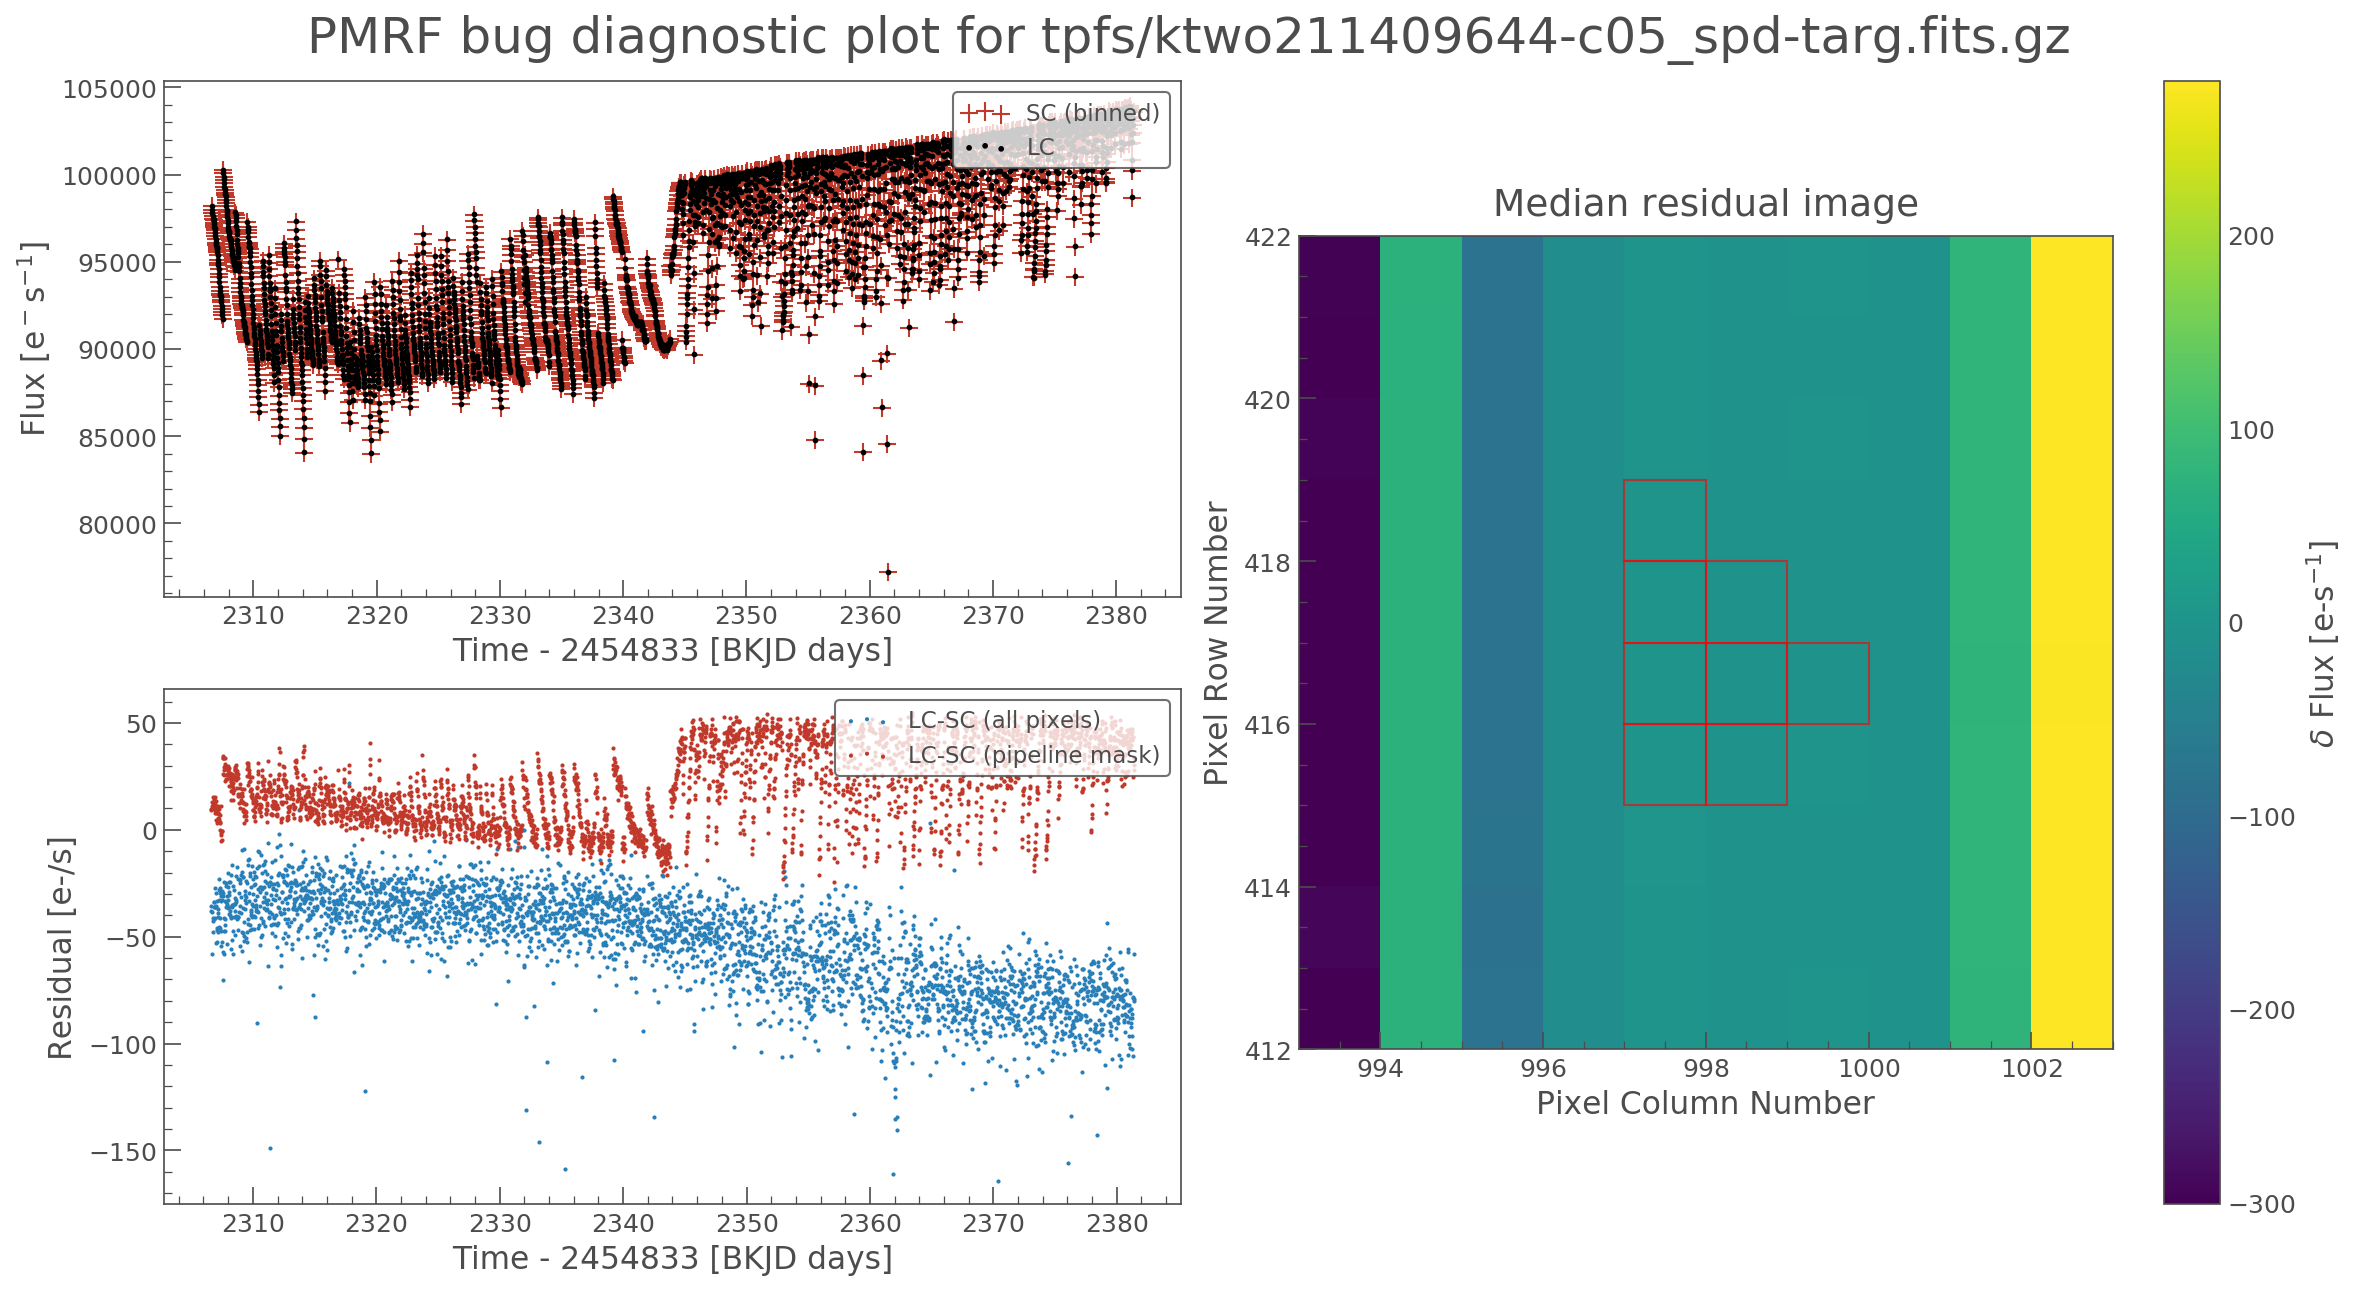 PMRF bug diagnostic plot for tpfs/ktwo211409644-c05_spd-targ.fits.gz
105000
100000
95000
90000
85000
80000
Flux [e⁻ s⁻¹]
SC (binned)
LC
2310 2320 2330 2340 2350 2360 2370 2380
Time - 2454833 [BKJD days]
50
0
−50
−100
−150
Residual [e-/s]
LC-SC (all pixels)
LC-SC (pipeline mask)
2310 2320 2330 2340 2350 2360 2370 2380
Time - 2454833 [BKJD days]
Median residual image
422
420
418
416
414
412
Pixel Row Number
994 996 998 1000 1002
Pixel Column Number
200
100
0
−100
−200
−300
δ Flux [e-s⁻¹]